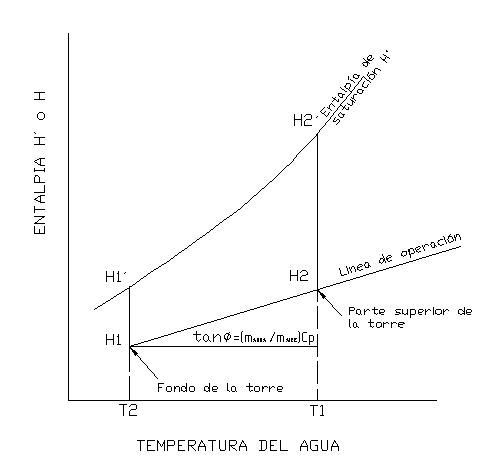 Entalpía de
saturación H'
H2'
ENTALPIA H' o H
Linea de operación
H1'
H2
H1
tanø=(mAGUA/mAIRE)Cp
Parte superior de
la torre
Fondo de la torre
T2
T1
TEMPERATURA DEL AGUA